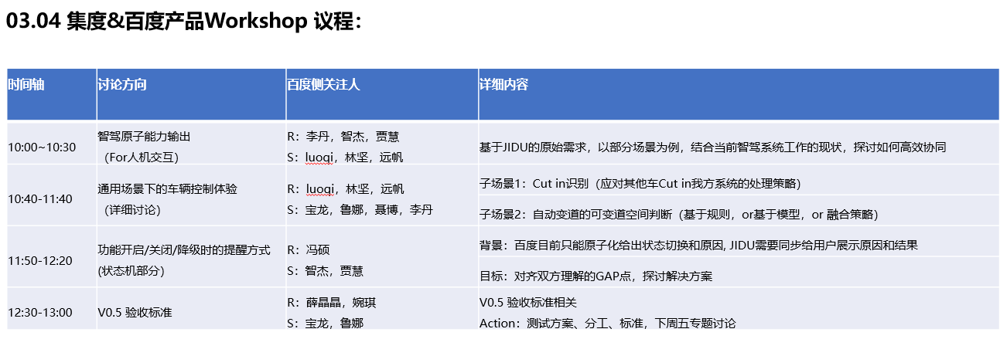 03.04 集度&百度产品Workshop 议程：
时间轴
讨论方向
百度侧关注人
详细内容
10:00~10:30
智驾原子能力输出
（For人机交互）
R：李丹，智杰，贾慧
S：luoqi，林坚，远帆
基于JIDU的原始需求，以部分场景为例，结合当前智驾系统工作的现状，探讨如何高效协同
10:40-11:40
通用场景下的车辆控制体验
（详细讨论）
R：luoqi，林坚，远帆
S：宝龙，鲁娜，聂博，李丹
子场景1：Cut in识别（应对其他车Cut in我方系统的处理策略）
子场景2：自动变道的可变道空间判断（基于规则，or基于模型，or 融合策略）
11:50-12:20
功能开启/关闭/降级时的提醒方式
(状态机部分)
R：冯硕
S：智杰，贾慧
背景：百度目前只能原子化给出状态切换和原因, JIDU需要同步给用户展示原因和结果
目标：对齐双方理解的GAP点，探讨解决方案
12:30-13:00
V0.5 验收标准
R：薛晶晶，婉琪
S：宝龙，鲁娜
V0.5 验收标准相关
Action：测试方案、分工、标准，下周五专题讨论